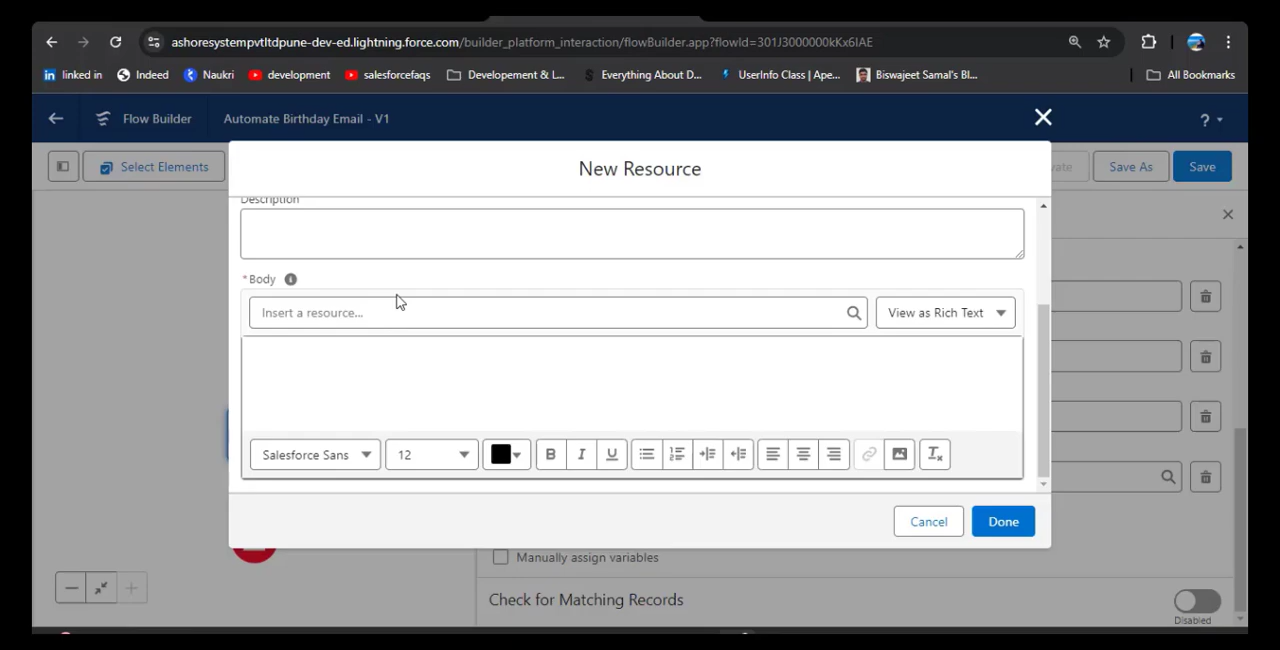 ashoresystempvtltdpune-dev-ed.lightning.force.com/builder_platform_interaction/flowBuilder.app?flowId=301J3000000kKx6IAE
linked in Indeed Naukri development salesforcefaqs Developement & L... Everything About D... UserInfo Class | Ape... Biswajeet Samal's Bl... All Bookmarks
Flow Builder Automate Birthday Email - V1 ?
Select Elements New Resource vate Save As Save
Description
* Body
Insert a resource... View as Rich Text
Salesforce Sans 12 B I U
Cancel Done
Manually assign variables
Check for Matching Records
Disabled